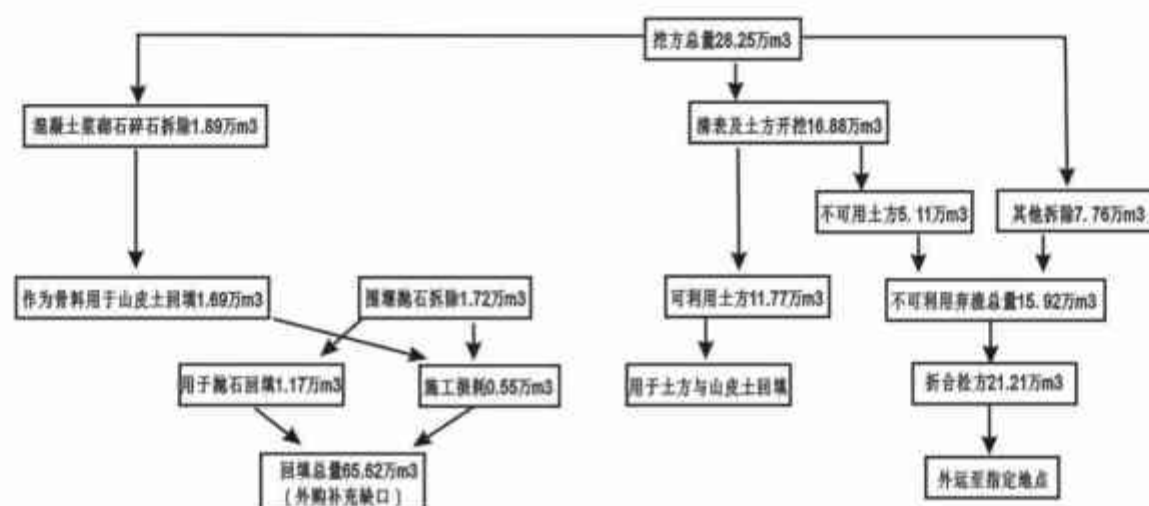 挖方总量28.25万m3
混凝土浆砌石碎石拆除1.89万m3
清表及土方开挖16.88万m3
不可用土方5.11万m3
其他拆除7.76万m3
作为骨料用于山皮土回填1.69万m3
围堰抛石拆除1.72万m3
可利用土方11.77万m3
不可利用弃渣总量15.92万m3
用于抛石回填1.17万m3
施工损耗0.55万m3
用于土方与山皮土回填
折合松方21.21万m3
回填总量65.62万m3
(外购补充缺口)
外运至指定地点